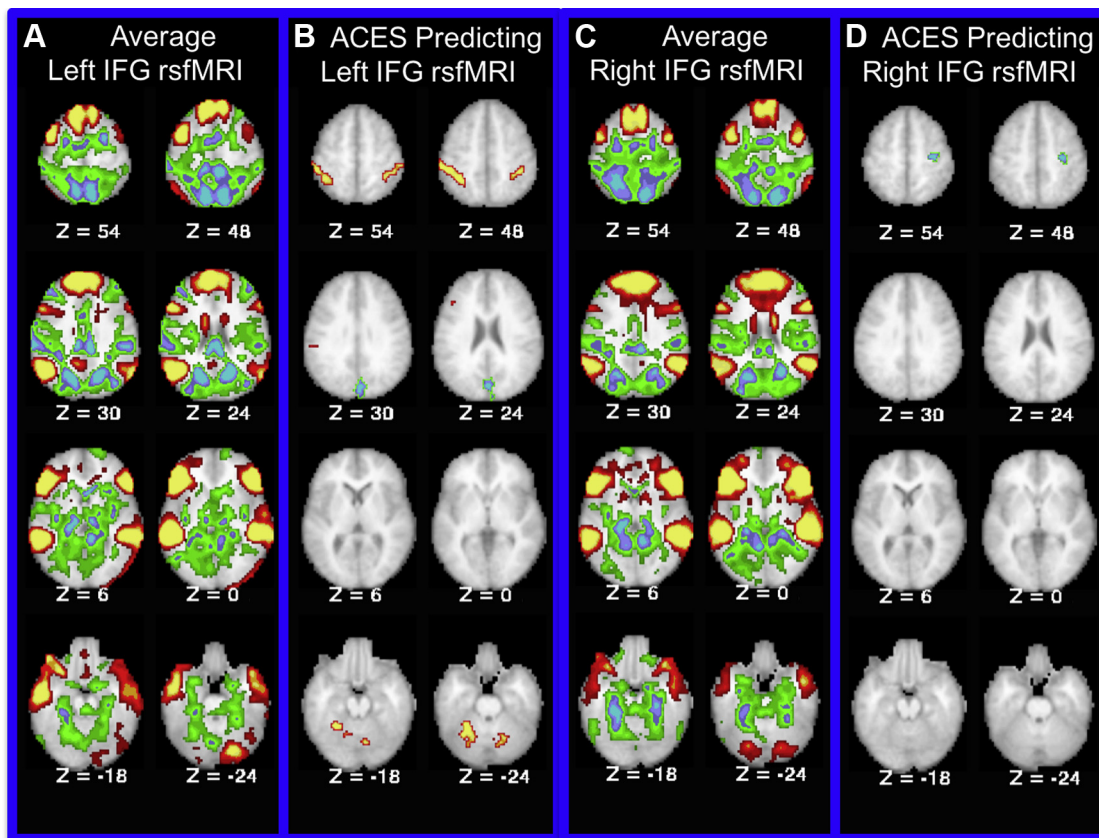 A Average
Left IFG rsfMRI
B ACES Predicting
Left IFG rsfMRI
C Average
Right IFG rsfMRI
D ACES Predicting
Right IFG rsfMRI
Z = 54 Z = 48 Z = 54 Z = 48 Z = 54 Z = 48 Z = 54 Z = 48
Z = 30 Z = 24 Z = 30 Z = 24 Z = 30 Z = 24 Z = 30 Z = 24
Z = 6 Z = 0 Z = 6 Z = 0 Z = 6 Z = 0 Z = 6 Z = 0
Z = -18 Z = -24 Z = -18 Z = -24 Z = -18 Z = -24 Z = -18 Z = -24